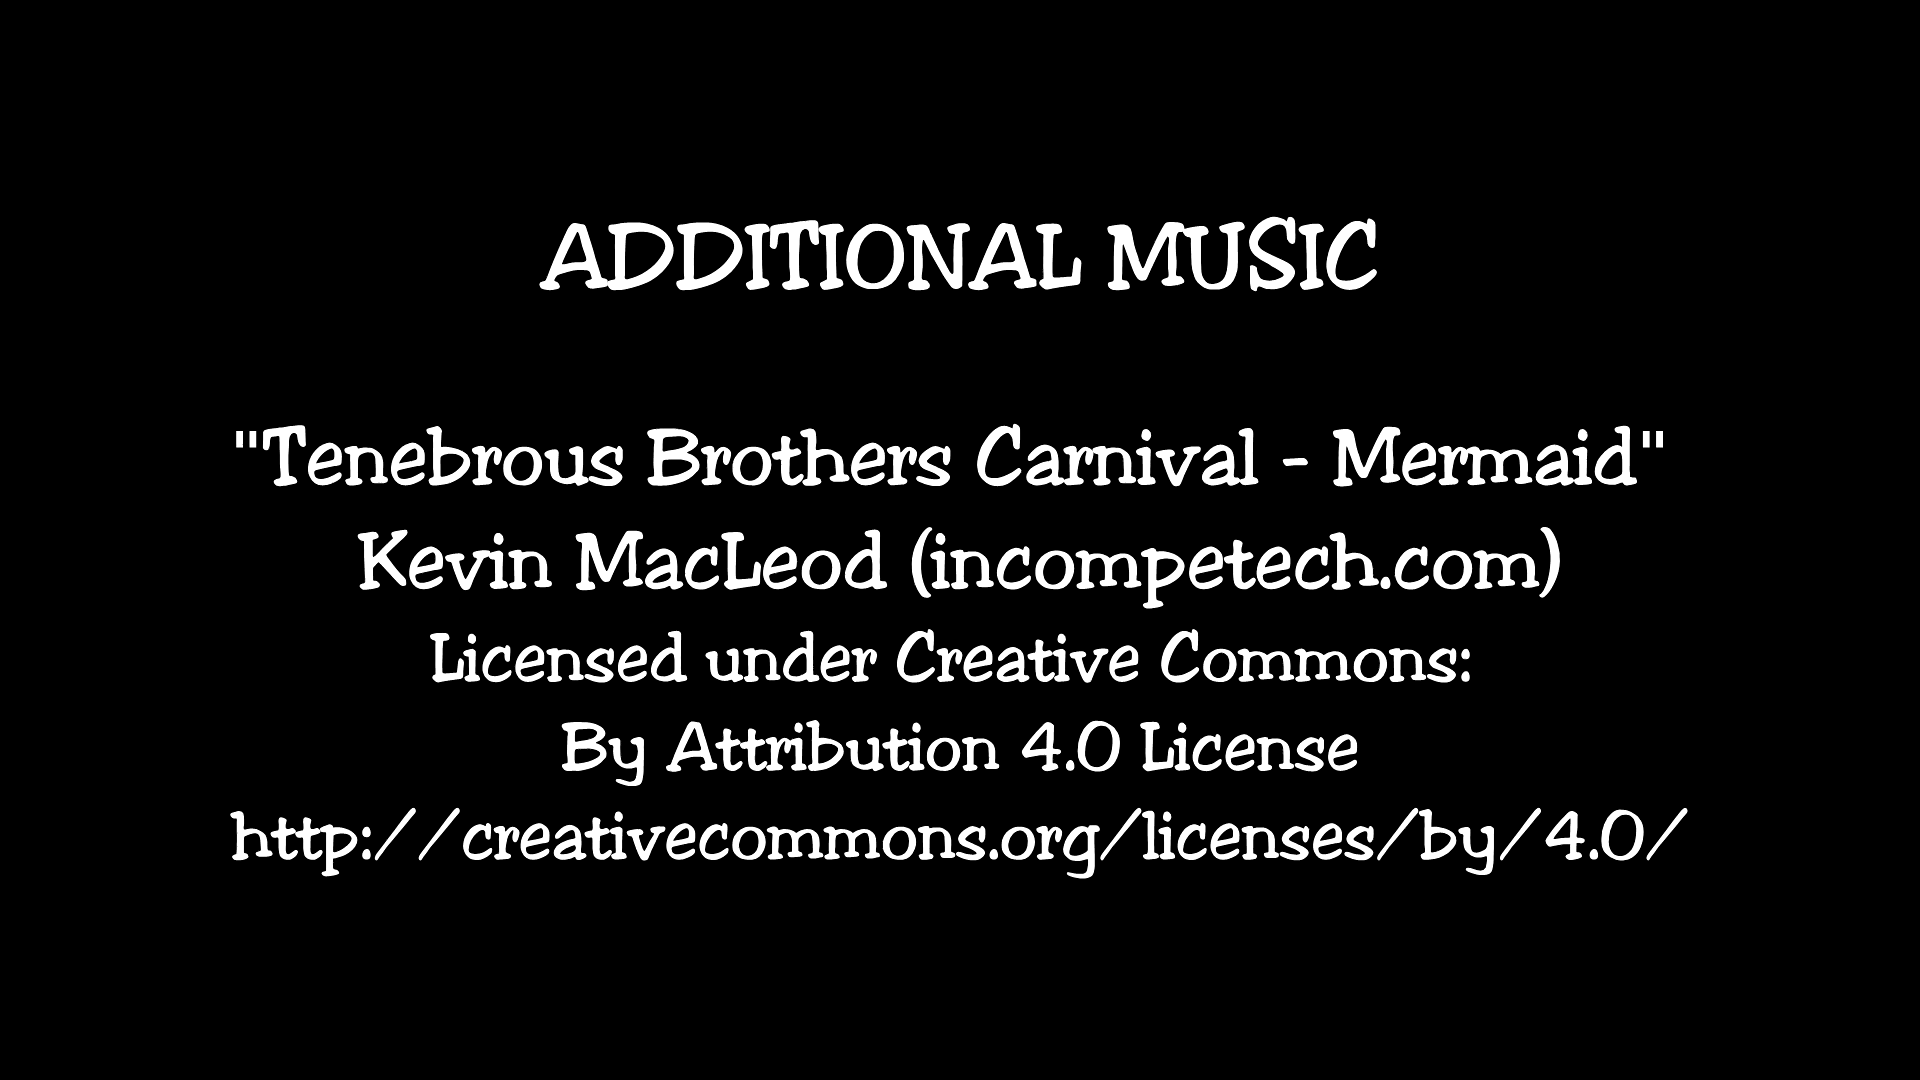 ADDITIONAL MUSIC
"Tenebrous Brothers Carnival - Mermaid"
Kevin MacLeod (incompetech.com)
Licensed under Creative Commons:
By Attribution 4.0 License
http://creativecommons.org/licenses/by/4.0/